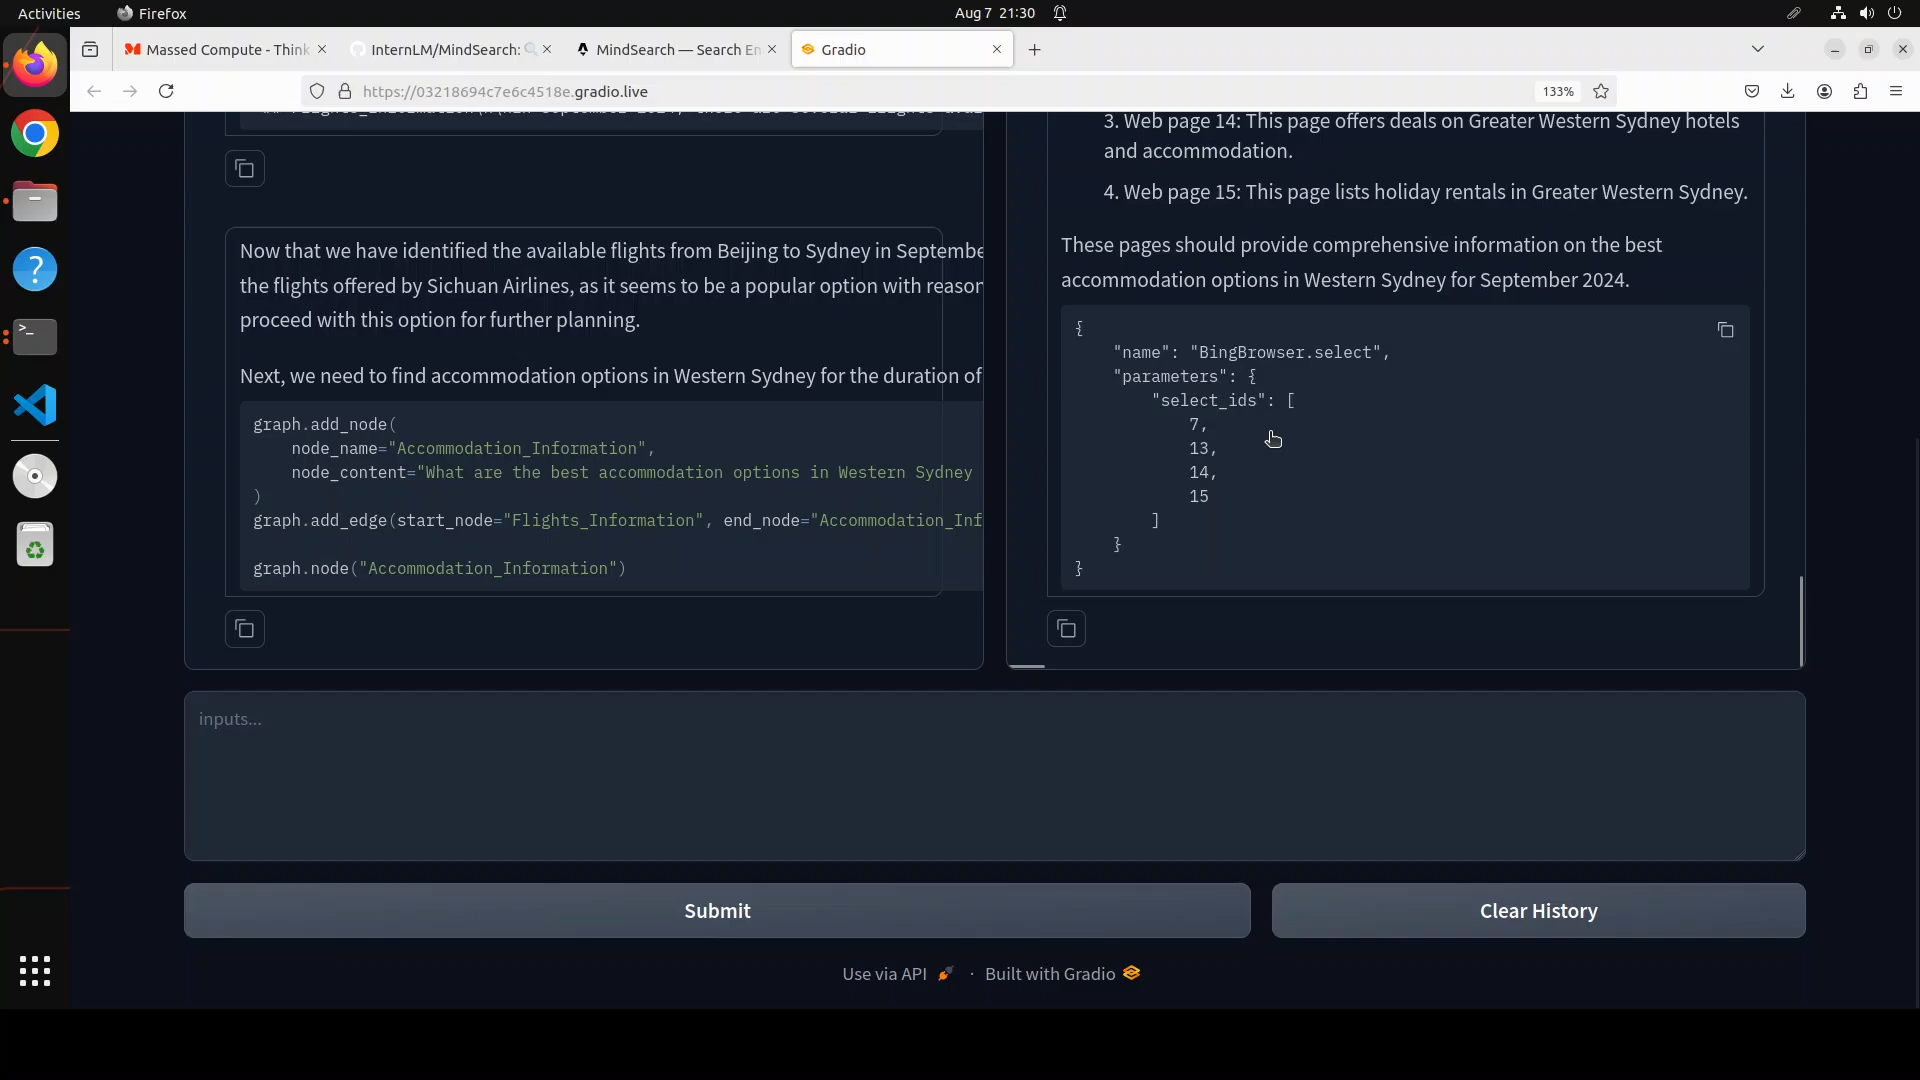 Activities
Firefox
Aug 7 21:30
Massed Compute - Think
InternLM/MindSearch:
MindSearch — Search En
Gradio
https://03218694c7e6c4518e.gradio.live
133%
Now that we have identified the available flights from Beijing to Sydney in Septembe
the flights offered by Sichuan Airlines, as it seems to be a popular option with reason
proceed with this option for further planning.
Next, we need to find accommodation options in Western Sydney for the duration of
graph.add_node(
node_name="Accommodation_Information",
node_content="What are the best accommodation options in Western Sydney
)
graph.add_edge(start_node="Flights_Information", end_node="Accommodation_Inf
graph.node("Accommodation_Information")
3. Web page 14: This page offers deals on Greater Western Sydney hotels
and accommodation.
4. Web page 15: This page lists holiday rentals in Greater Western Sydney.
These pages should provide comprehensive information on the best
accommodation options in Western Sydney for September 2024.
{
"name": "BingBrowser.select",
"parameters": {
"select_ids": [
7,
13,
14,
15
]
}
}
inputs...
Submit
Clear History
Use via API · Built with Gradio